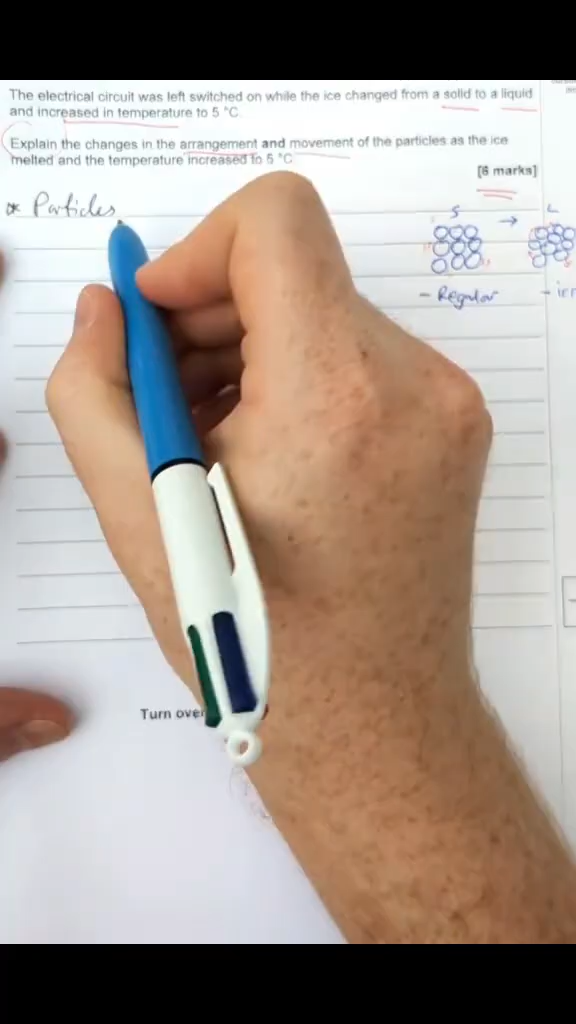 The electrical circuit was left switched on while the ice changed from a solid to a liquid
and increased in temperature to 5 °C.
Explain the changes in the arrangement and movement of the particles as the ice
melted and the temperature increased to 5 °C
[6 marks]
* Particles
S → L
- Regular - irr
Turn over